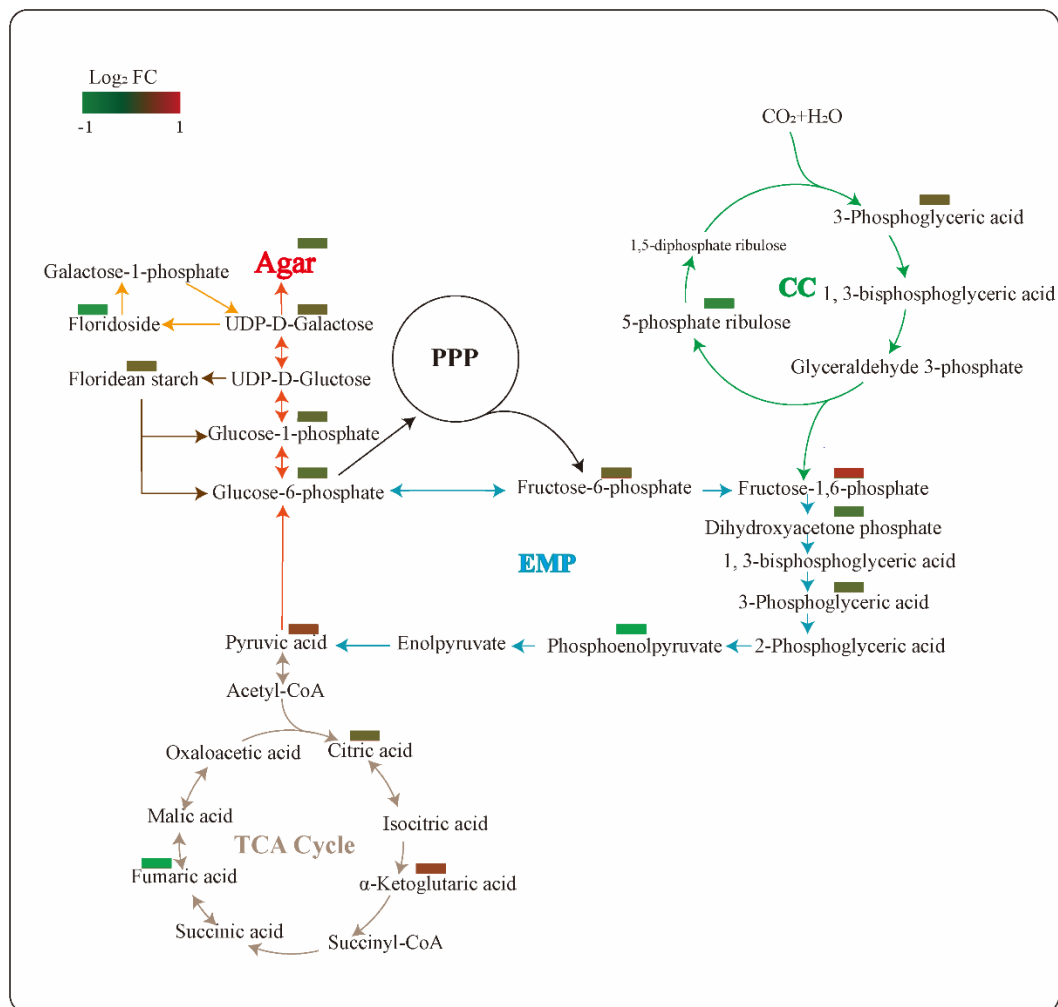 Log₂ FC
-1 1
CO₂+H₂O
3-Phosphoglyceric acid
1,5-diphosphate ribulose
Agar
Galactose-1-phosphate
CC
1, 3-bisphosphoglyceric acid
Floridoside
UDP-D-Galactose
5-phosphate ribulose
PPP
Glyceraldehyde 3-phosphate
Floridean starch
UDP-D-Gluctose
Glucose-1-phosphate
Glucose-6-phosphate
Fructose-6-phosphate
Fructose-1,6-phosphate
Dihydroxyacetone phosphate
EMP
1, 3-bisphosphoglyceric acid
3-Phosphoglyceric acid
Pyruvic acid
Enolpyruvate
Phosphoenolpyruvate
2-Phosphoglyceric acid
Acetyl-CoA
Oxaloacetic acid
Citric acid
Malic acid
Isocitric acid
TCA Cycle
Fumaric acid
α-Ketoglutaric acid
Succinic acid
Succinyl-CoA